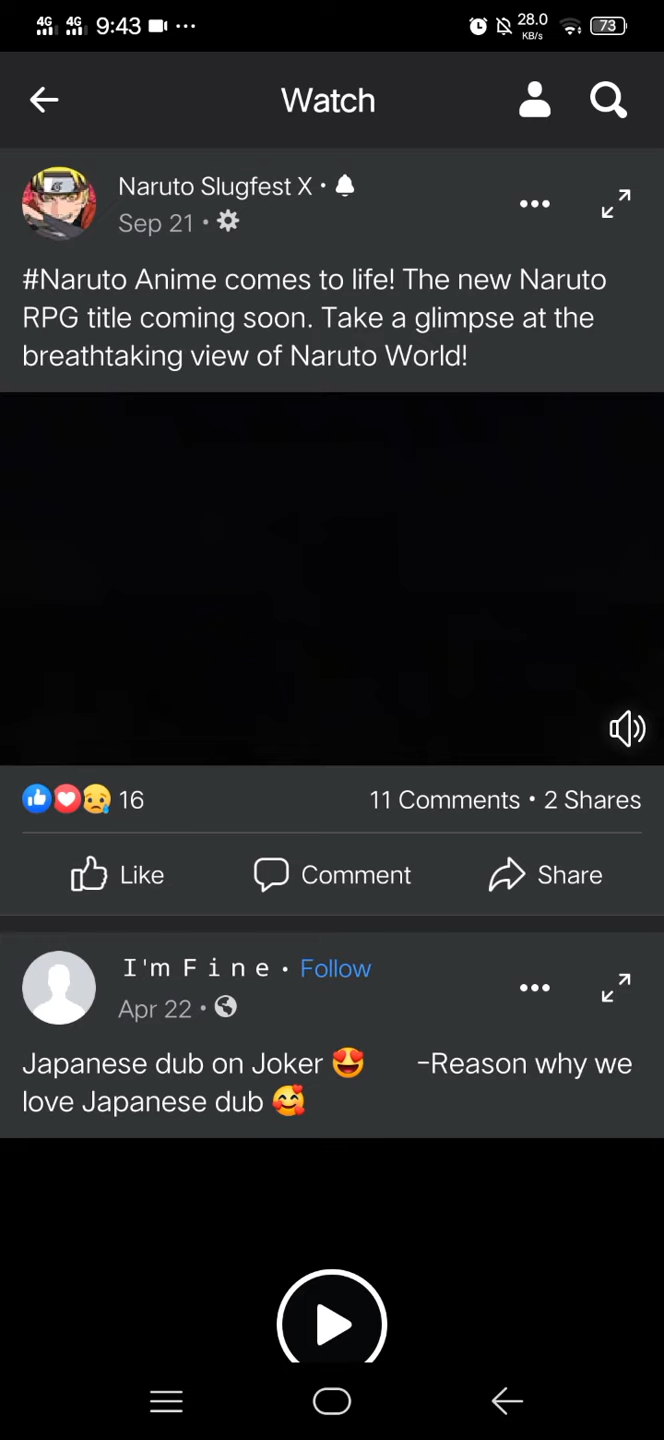 4G 4G 9:43 28.0 KB/s 73
Watch
Naruto Slugfest X •
Sep 21 •
#Naruto Anime comes to life! The new Naruto
RPG title coming soon. Take a glimpse at the
breathtaking view of Naruto World!
16 11 Comments • 2 Shares
Like Comment Share
I'm Fine • Follow
Apr 22 •
Japanese dub on Joker 😍 -Reason why we
love Japanese dub 🥰